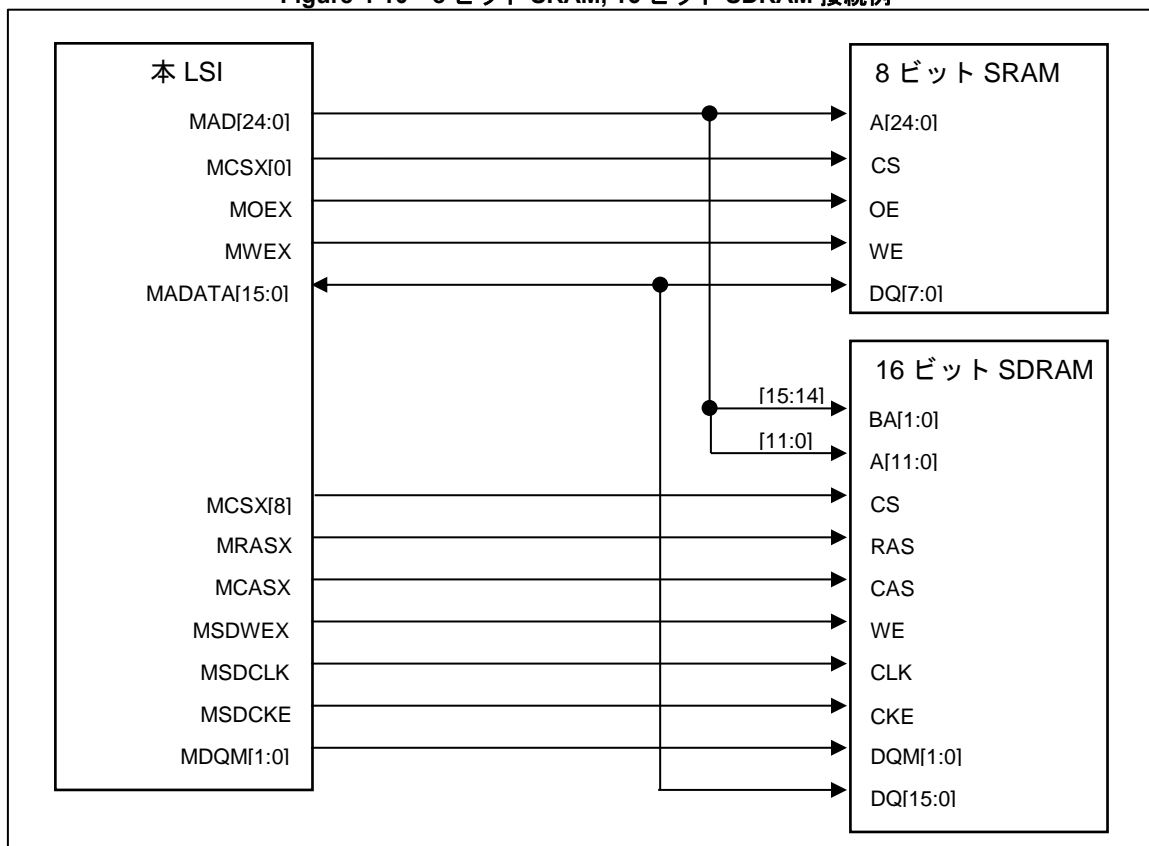 本 LSI
MAD[24:0]
MCSX[0]
MOEX
MWEX
MADATA[15:0]
MCSX[8]
MRASX
MCASX
MSDWEX
MSDCLK
MSDCKE
MDQM[1:0]
[15:14]
[11:0]
8 ビット SRAM
A[24:0]
CS
OE
WE
DQ[7:0]
16 ビット SDRAM
BA[1:0]
A[11:0]
CS
RAS
CAS
WE
CLK
CKE
DQM[1:0]
DQ[15:0]